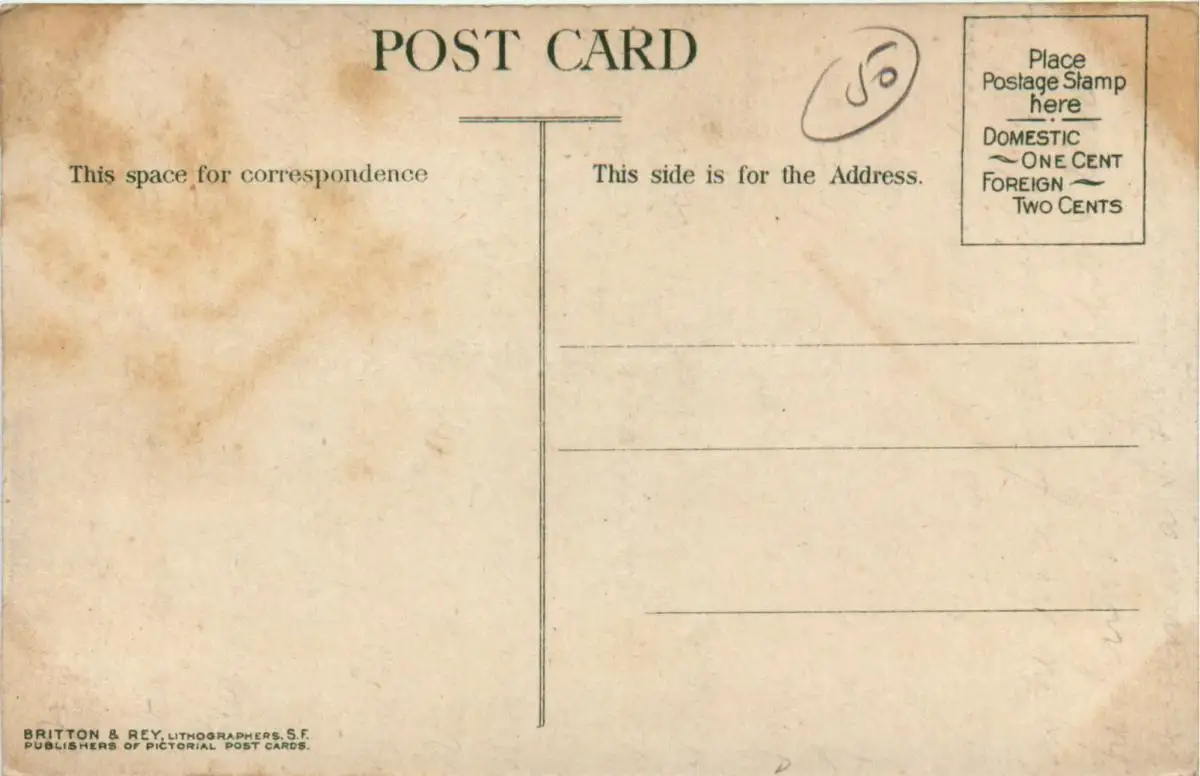 POST CARD
50
Place
Postage Stamp
here
DOMESTIC
ONE CENT
FOREIGN
TWO CENTS
This space for correspondence
This side is for the Address.
BRITTON & REY, LITHOGRAPHERS, S.F.
PUBLISHERS OF PICTORIAL POST CARDS.